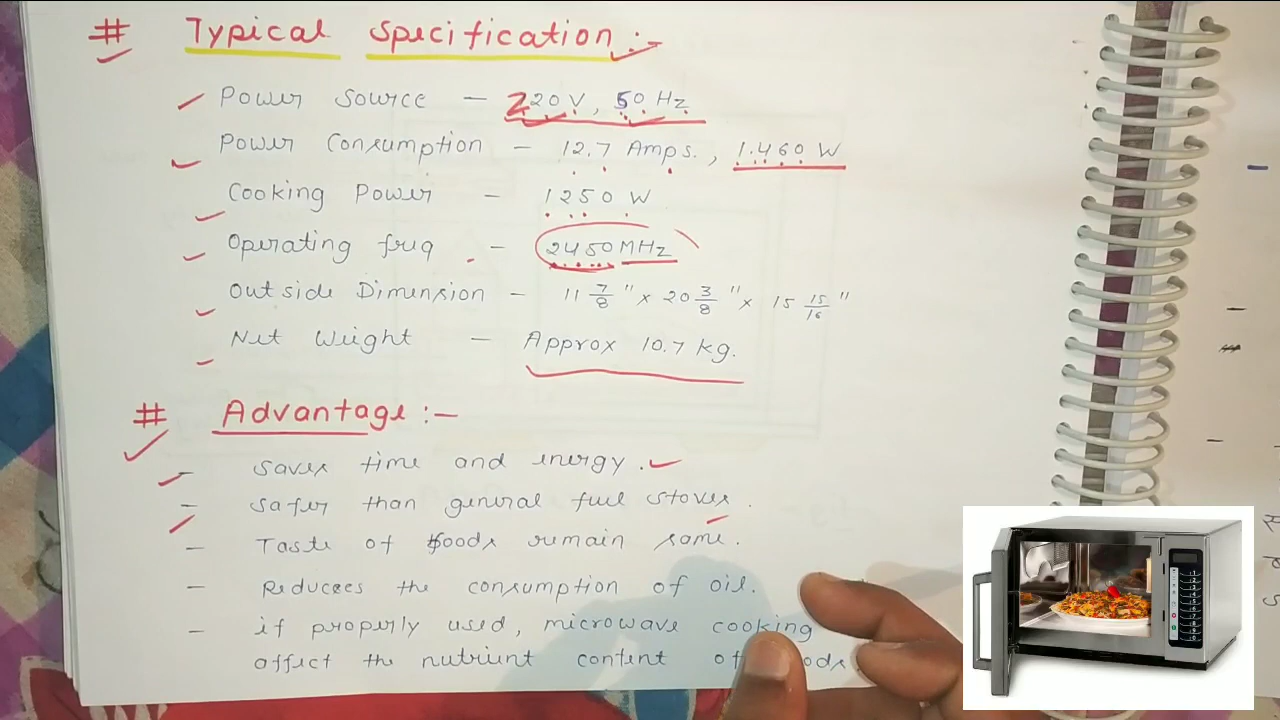 # Typical Specification :-
Power Source - 220 V, 50 Hz
Power Consumption - 12.7 Amps., 1.460 W
Cooking Power - 1250 W
Operating freq. - 2450 MHz
Outside Dimension - 11 7/8 " x 20 3/8 " x 15 15/16 "
Net Weight - Approx 10.7 kg.
# Advantage :-
- Saves time and energy.
- Safer than general fuel stoves.
- Taste of foods remain same.
- Reducees the consumption of oil.
- if properly used, microwave cooking
affect the nutrient content of